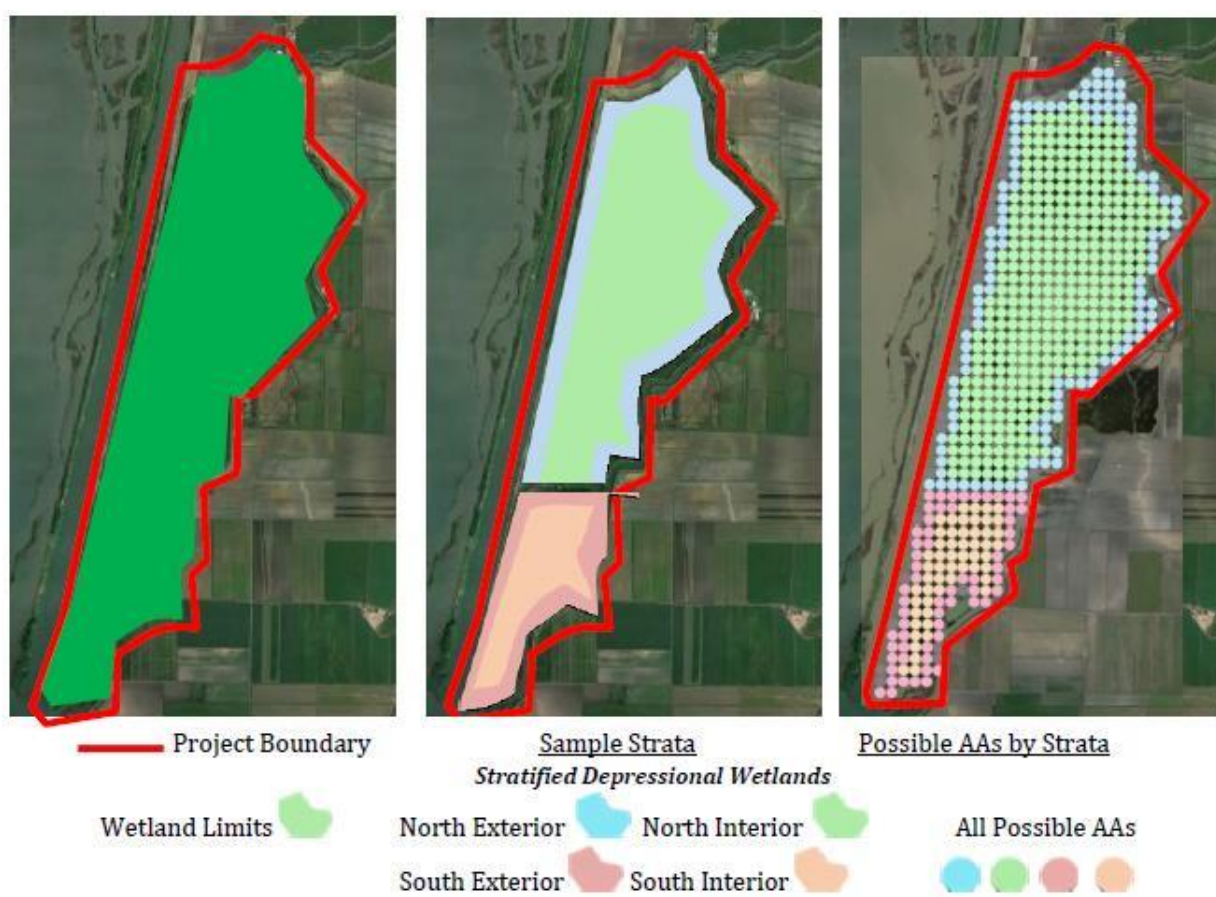 Project Boundary
Sample Strata
Possible AAs by Strata
Stratified Depressional Wetlands
Wetland Limits
North Exterior
North Interior
All Possible AAs
South Exterior
South Interior